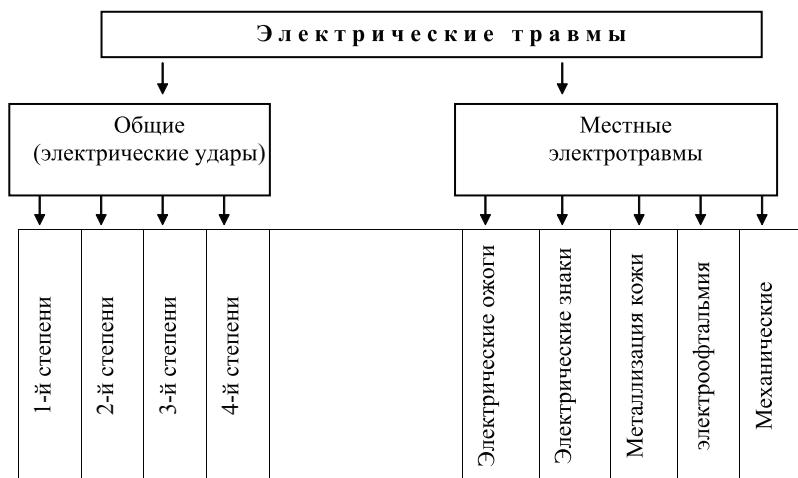 Электрические травмы
Общие
(электрические удары)
Местные
электротравмы
1-й степени
2-й степени
3-й степени
4-й степени
Электрические ожоги
Электрические знаки
Металлизация кожи
электроофтальмия
Механические